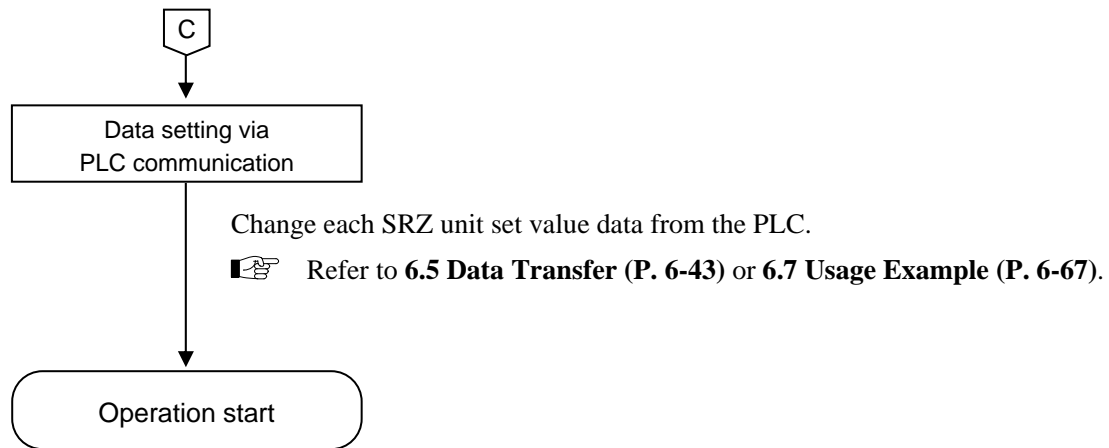 C
Data setting via
PLC communication
Change each SRZ unit set value data from the PLC.
Refer to 6.5 Data Transfer (P. 6-43) or 6.7 Usage Example (P. 6-67).
Operation start